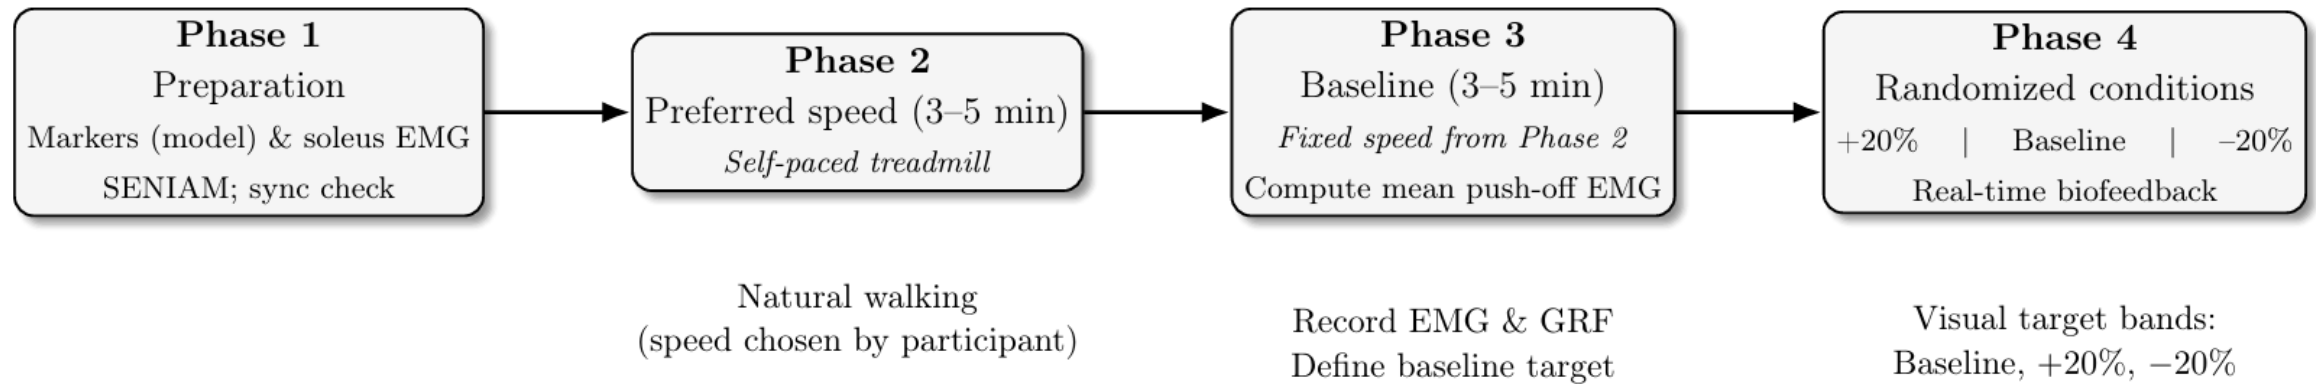 Phase 1
Preparation
Markers (model) & soleus EMG
SENIAM; sync check
Phase 2
Preferred speed (3–5 min)
Self-paced treadmill
Natural walking
(speed chosen by participant)
Phase 3
Baseline (3–5 min)
Fixed speed from Phase 2
Compute mean push-off EMG
Record EMG & GRF
Define baseline target
Phase 4
Randomized conditions
+20% | Baseline | –20%
Real-time biofeedback
Visual target bands:
Baseline, +20%, −20%